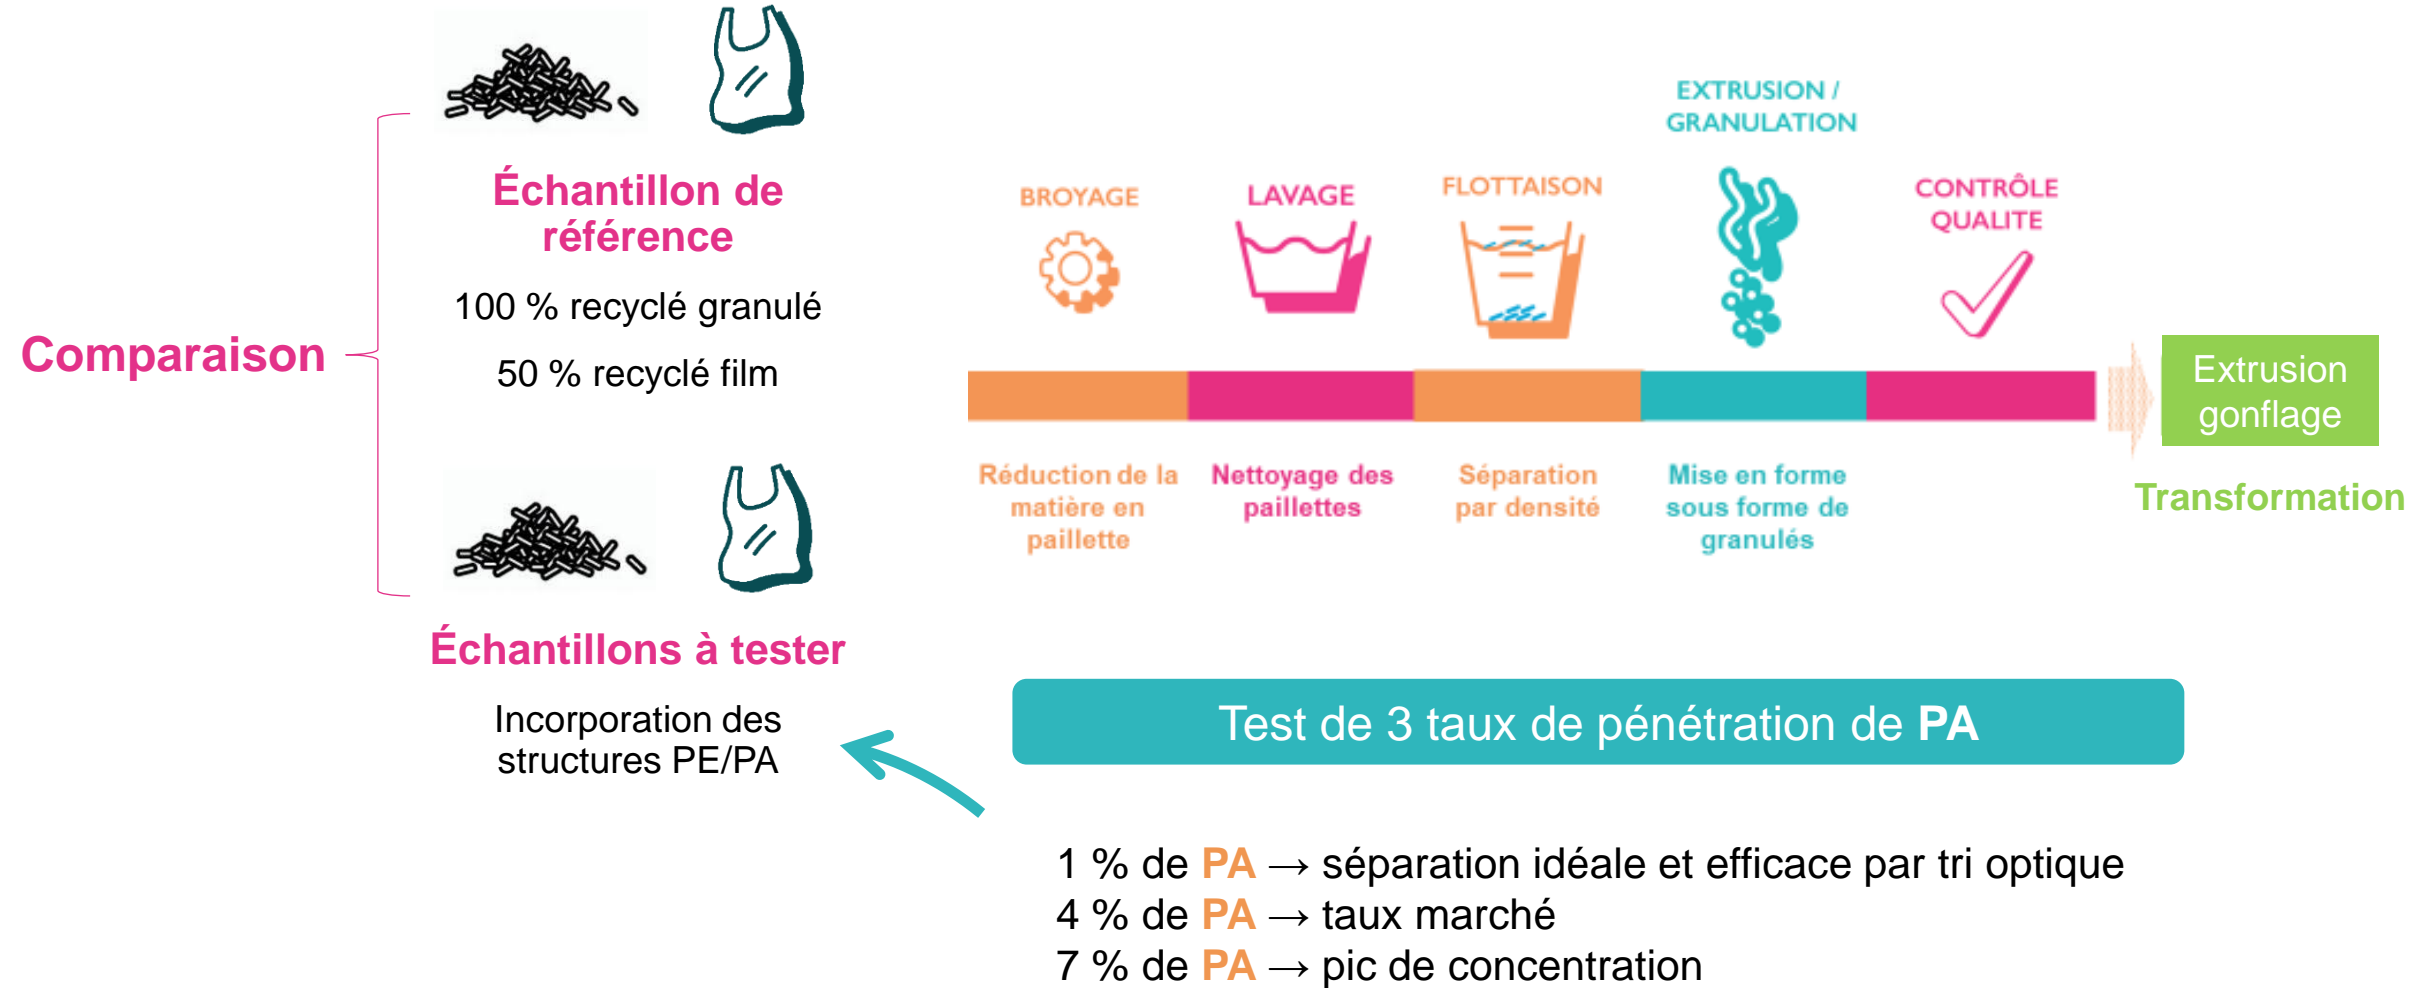 Comparaison
Échantillon de
référence
100 % recyclé granulé
50 % recyclé film
Échantillons à tester
Incorporation des
structures PE/PA
BROYAGE
LAVAGE
FLOTTAISON
EXTRUSION /
GRANULATION
CONTRÔLE
QUALITE
Réduction de la
matière en
paillette
Nettoyage des
paillettes
Séparation
par densité
Mise en forme
sous forme de
granulés
Extrusion
gonflage
Transformation
Test de 3 taux de pénétration de PA
1 % de PA → séparation idéale et efficace par tri optique
4 % de PA → taux marché
7 % de PA → pic de concentration